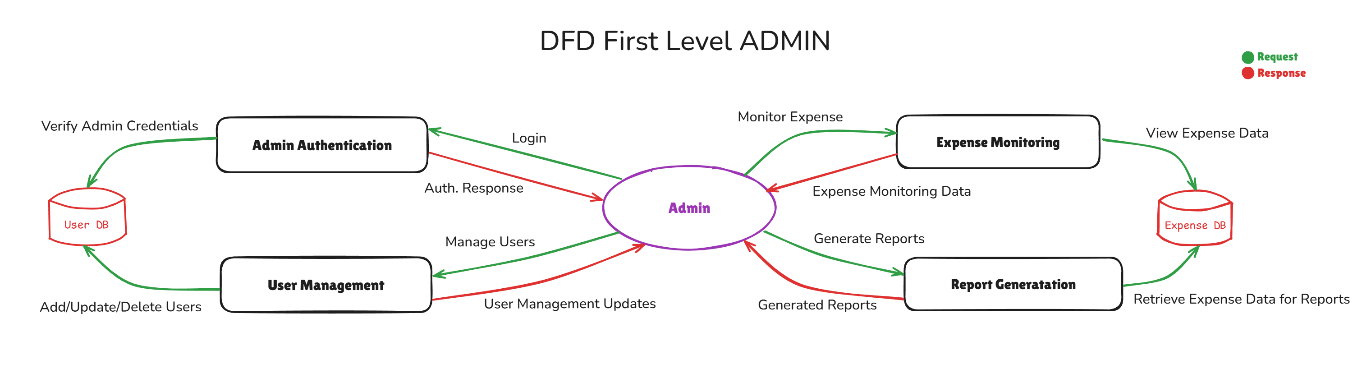 DFD First Level ADMIN
Request
Response
Verify Admin Credentials
Admin Authentication
Login
Auth. Response
Monitor Expense
Expense Monitoring
View Expense Data
Expense Monitoring Data
User DB
Admin
Expense DB
Manage Users
Generate Reports
User Management
User Management Updates
Add/Update/Delete Users
Report Generatation
Generated Reports
Retrieve Expense Data for Reports